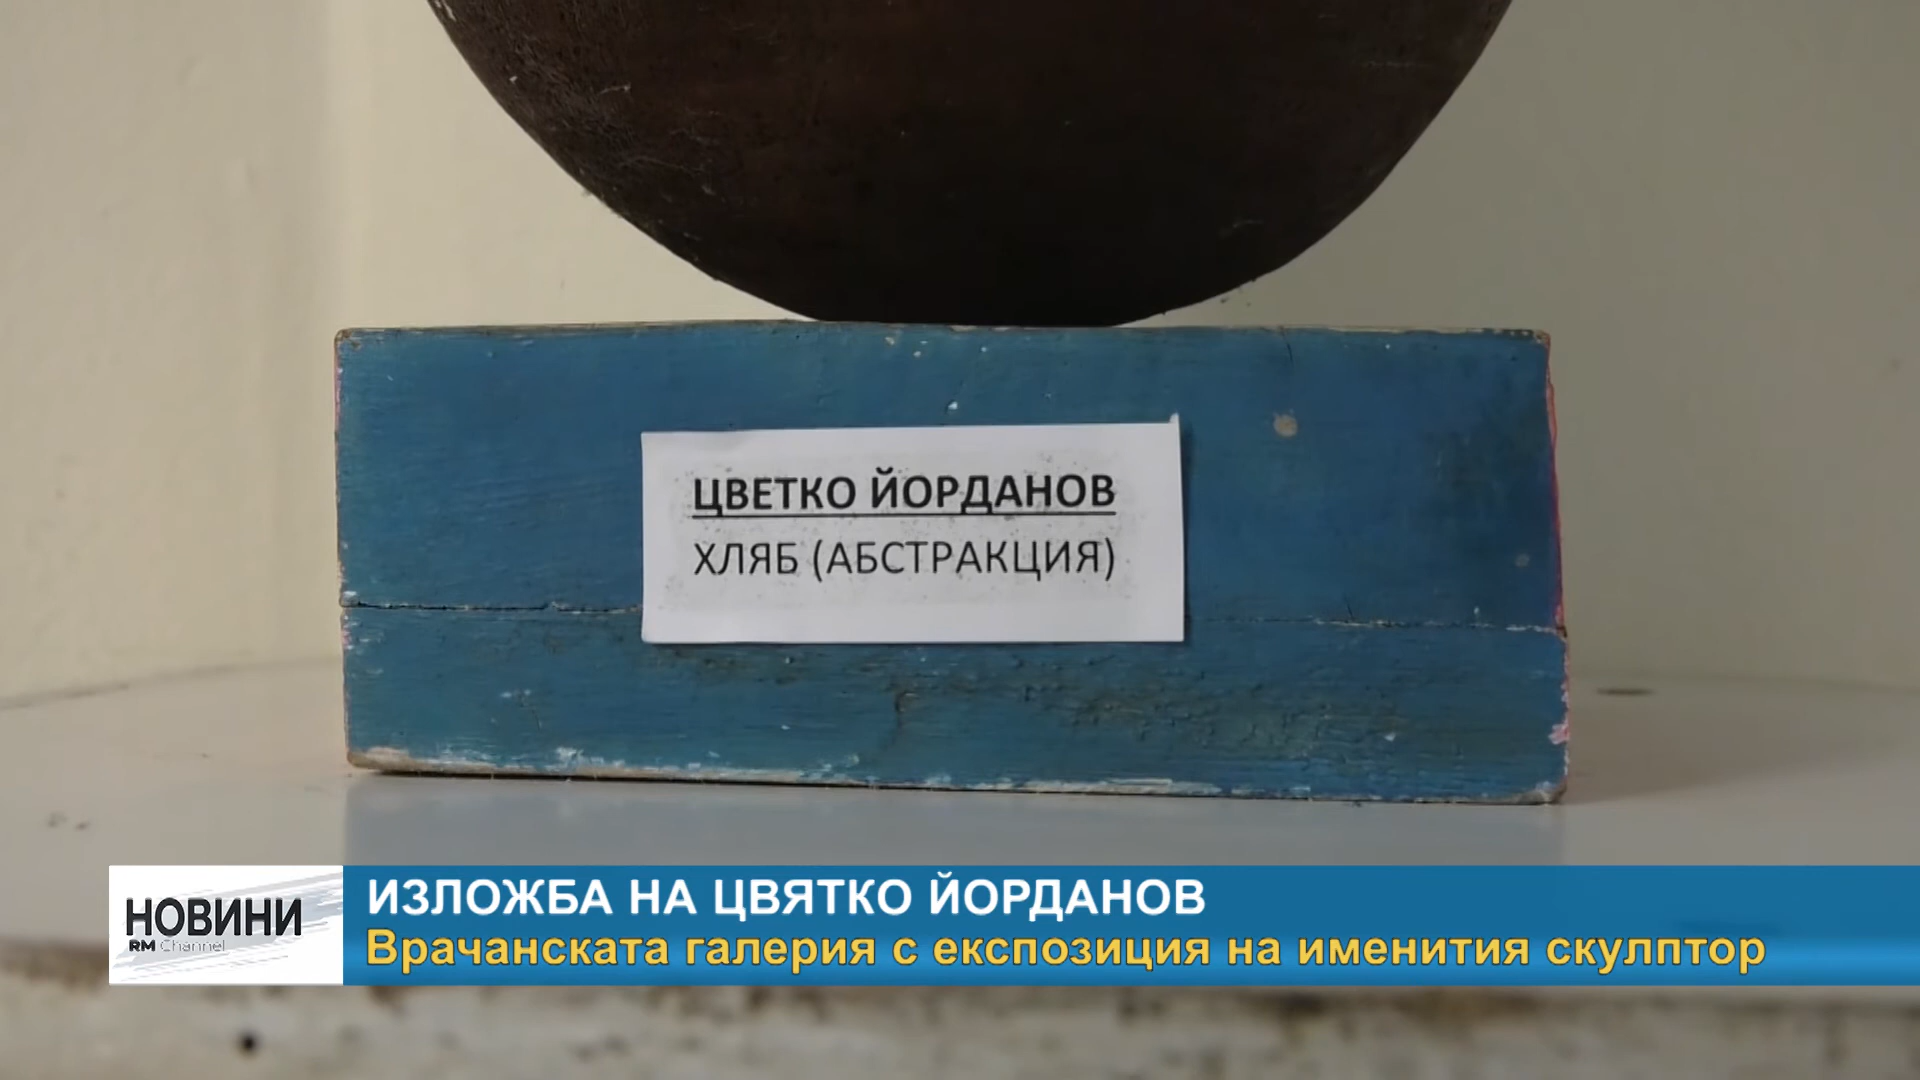 ЦВЕТКО ЙОРДАНОВ
ХЛЯБ (АБСТРАКЦИЯ)
НОВИНИ
RM Channel
ИЗЛОЖБА НА ЦВЯТКО ЙОРДАНОВ
Врачанската галерия с експозиция на именития скулптор